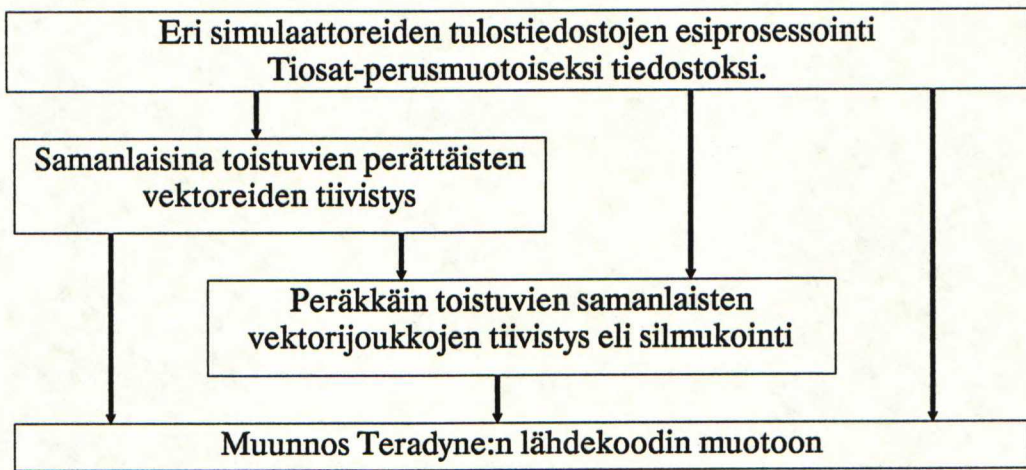 Eri simulaattoreiden tulostiedostojen esiprosessointi
Tiosat-perusmuotoiseksi tiedostoksi.
Samanlaisina toistuvien perättäisten
vektoreiden tiivistys
Peräkkäin toistuvien samanlaisten
vektorijoukkojen tiivistys eli silmukointi
Muunnos Teradyne:n lähdekoodin muotoon